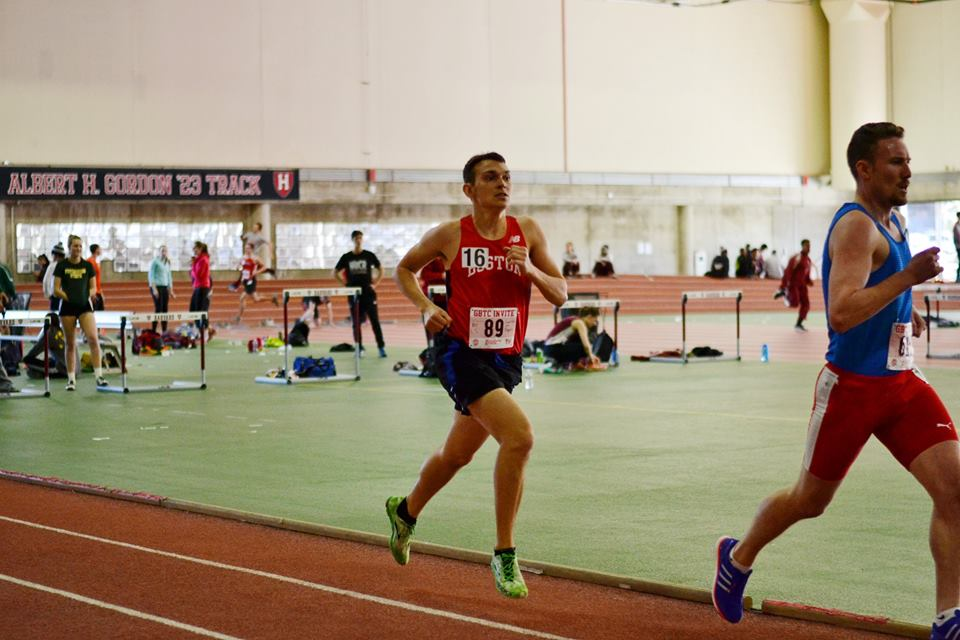 ALBERT H. GORDON '23 TRACK H
16
BOSTON
GBTC INVITE
89